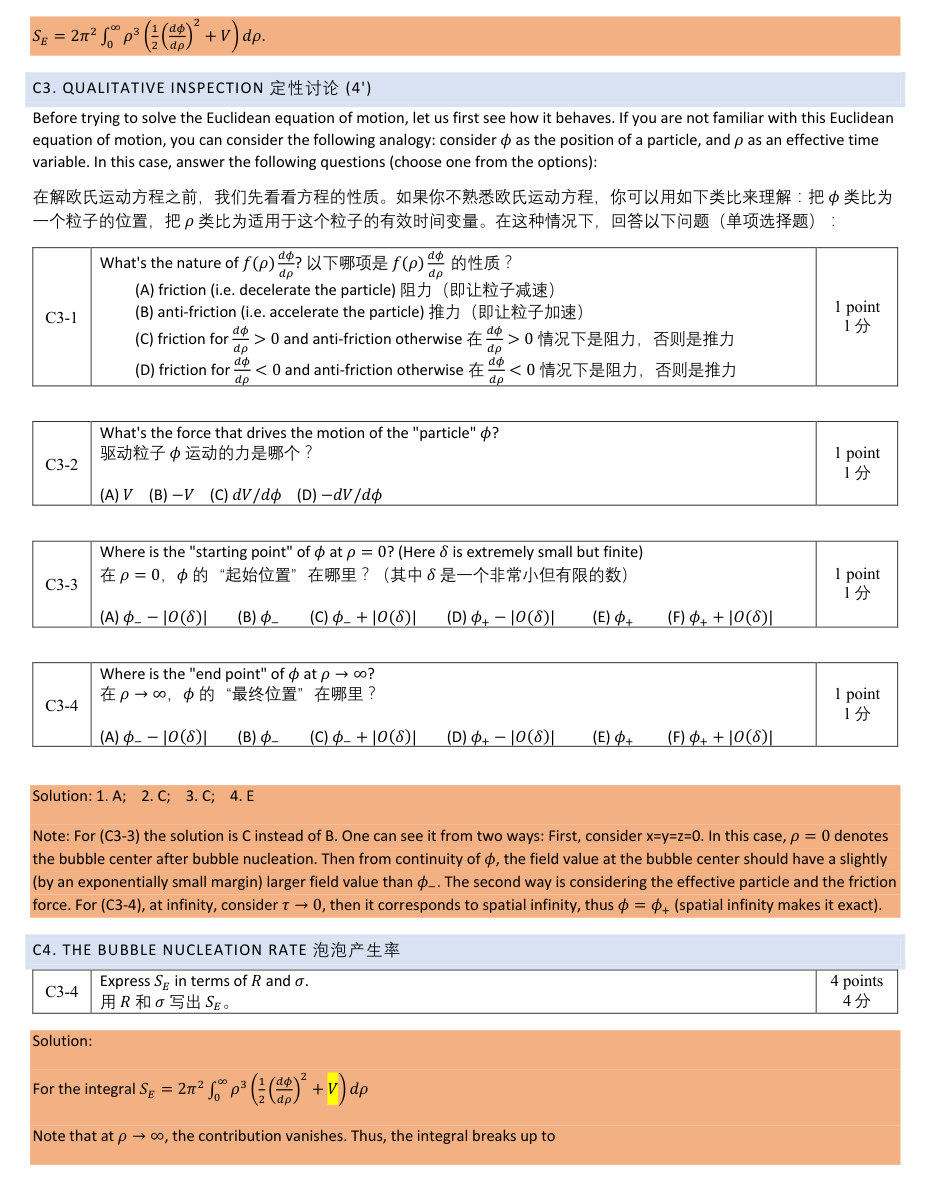 S_E = 2π² ∫₀^∞ ρ³ (1/2 (dϕ/dρ)² + V) dρ.
C3. QUALITATIVE INSPECTION 定性讨论 (4')
Before trying to solve the Euclidean equation of motion, let us first see how it behaves. If you are not familiar with this Euclidean
equation of motion, you can consider the following analogy: consider ϕ as the position of a particle, and ρ as an effective time
variable. In this case, answer the following questions (choose one from the options):
在解欧氏运动方程之前，我们先看看方程的性质。如果你不熟悉欧氏运动方程，你可以用如下类比来理解：把 ϕ 类比为
一个粒子的位置，把 ρ 类比为适用于这个粒子的有效时间变量。在这种情况下，回答以下问题（单项选择题）：
C3-1
What's the nature of f(ρ) dϕ/dρ? 以下哪项是 f(ρ) dϕ/dρ 的性质？
(A) friction (i.e. decelerate the particle) 阻力（即让粒子减速）
(B) anti-friction (i.e. accelerate the particle) 推力（即让粒子加速）
(C) friction for dϕ/dρ > 0 and anti-friction otherwise 在 dϕ/dρ > 0 情况下是阻力，否则是推力
(D) friction for dϕ/dρ < 0 and anti-friction otherwise 在 dϕ/dρ < 0 情况下是阻力，否则是推力
1 point
1 分
C3-2
What's the force that drives the motion of the "particle" ϕ?
驱动粒子 ϕ 运动的力是哪个？
(A) V (B) −V (C) dV/dϕ (D) −dV/dϕ
1 point
1 分
C3-3
Where is the "starting point" of ϕ at ρ = 0? (Here δ is extremely small but finite)
在 ρ = 0，ϕ 的 “起始位置” 在哪里？（其中 δ 是一个非常小但有限的数）
(A) ϕ₋ − |O(δ)| (B) ϕ₋ (C) ϕ₋ + |O(δ)| (D) ϕ₊ − |O(δ)| (E) ϕ₊ (F) ϕ₊ + |O(δ)|
1 point
1 分
C3-4
Where is the "end point" of ϕ at ρ → ∞?
在 ρ → ∞，ϕ 的 “最终位置” 在哪里？
(A) ϕ₋ − |O(δ)| (B) ϕ₋ (C) ϕ₋ + |O(δ)| (D) ϕ₊ − |O(δ)| (E) ϕ₊ (F) ϕ₊ + |O(δ)|
1 point
1 分
Solution: 1. A; 2. C; 3. C; 4. E
Note: For (C3-3) the solution is C instead of B. One can see it from two ways: First, consider x=y=z=0. In this case, ρ = 0 denotes
the bubble center after bubble nucleation. Then from continuity of ϕ, the field value at the bubble center should have a slightly
(by an exponentially small margin) larger field value than ϕ₋. The second way is considering the effective particle and the friction
force. For (C3-4), at infinity, consider τ → 0, then it corresponds to spatial infinity, thus ϕ = ϕ₊ (spatial infinity makes it exact).
C4. THE BUBBLE NUCLEATION RATE 泡泡产生率
C3-4
Express S_E in terms of R and σ.
用 R 和 σ 写出 S_E。
4 points
4 分
Solution:
For the integral S_E = 2π² ∫₀^∞ ρ³ (1/2 (dϕ/dρ)² + V) dρ
Note that at ρ → ∞, the contribution vanishes. Thus, the integral breaks up to